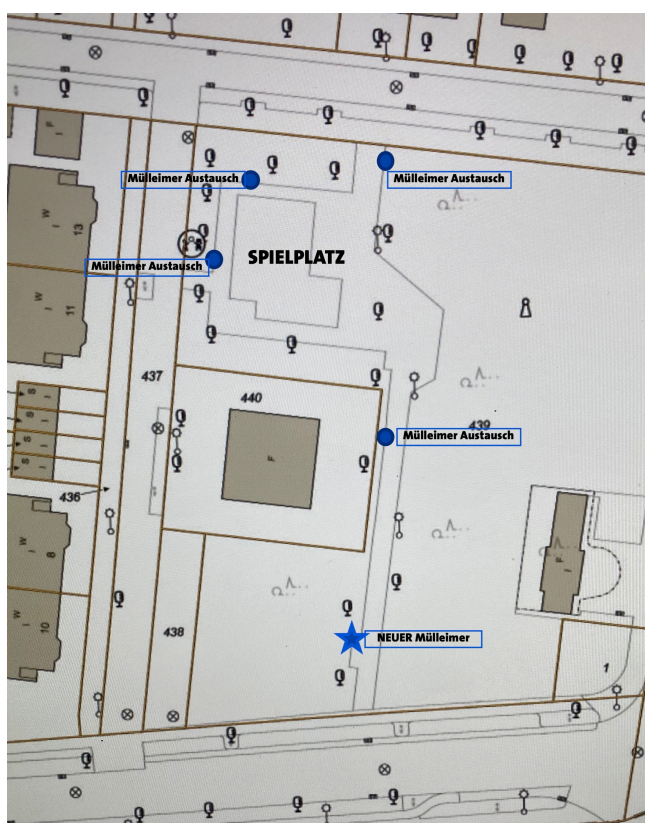 Mülleimer Austausch
Mülleimer Austausch
F
I
W
I
13
Mülleimer Austausch
SPIELPLATZ
11
I
W
437
440
Mülleimer Austausch
439
S
I
S
I
S
I
S
I
F
436
W
I
8
F
I
W
I
10
438
NEUER Mülleimer
1